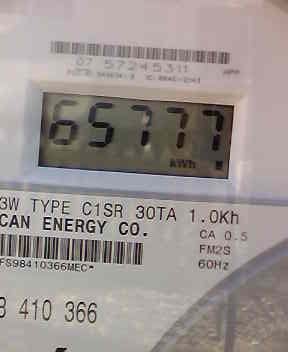 07 57245311
65777
kWh
3W TYPE C1SR 30TA 1.0Kh
CAN ENERGY CO.
CA 0.5
FM2S
60Hz
FS98410366MEC*
8 410 366